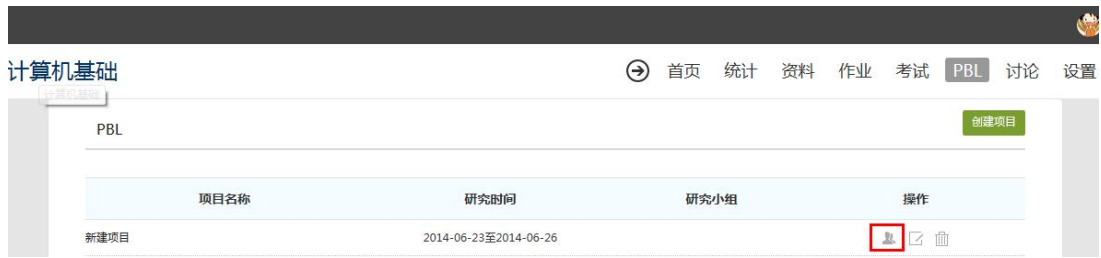 计算机基础
首页 统计 资料 作业 考试 PBL 讨论 设置
计算机基础
PBL
创建项目
项目名称 研究时间 研究小组 操作
新建项目 2014-06-23至2014-06-26